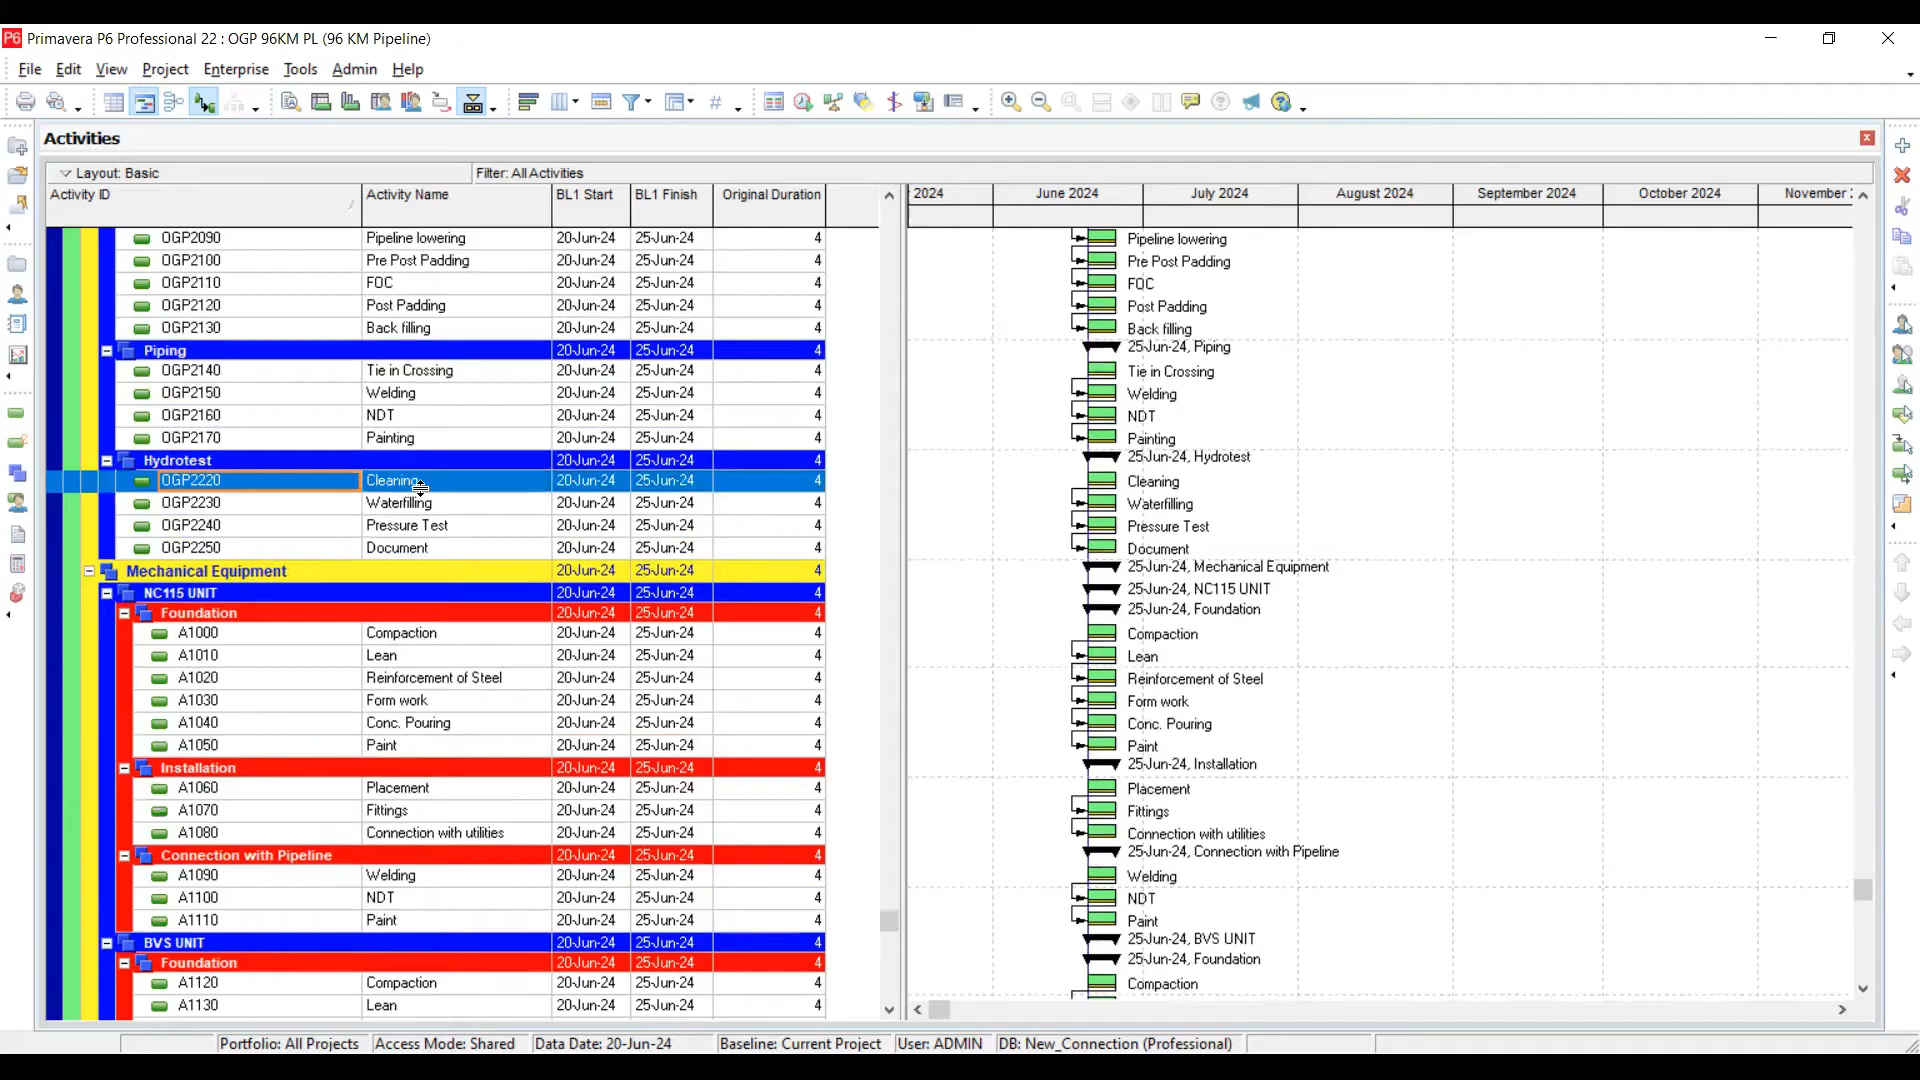 P6 Primavera P6 Professional 22 : OGP 96KM PL (96 KM Pipeline)
File Edit View Project Enterprise Tools Admin Help
Activities
Layout: Basic Filter: All Activities
Activity ID Activity Name BL1 Start BL1 Finish Original Duration 2024 June 2024 July 2024 August 2024 September 2024 October 2024 November
OGP2090 Pipeline lowering 20-Jun-24 25-Jun-24 4 Pipeline lowering
OGP2100 Pre Post Padding 20-Jun-24 25-Jun-24 4 Pre Post Padding
OGP2110 FOC 20-Jun-24 25-Jun-24 4 FOC
OGP2120 Post Padding 20-Jun-24 25-Jun-24 4 Post Padding
OGP2130 Back filling 20-Jun-24 25-Jun-24 4 Back filling
Piping 20-Jun-24 25-Jun-24 4 25-Jun-24, Piping
OGP2140 Tie in Crossing 20-Jun-24 25-Jun-24 4 Tie in Crossing
OGP2150 Welding 20-Jun-24 25-Jun-24 4 Welding
OGP2160 NDT 20-Jun-24 25-Jun-24 4 NDT
OGP2170 Painting 20-Jun-24 25-Jun-24 4 Painting
Hydrotest 20-Jun-24 25-Jun-24 4 25-Jun-24, Hydrotest
OGP2220 Cleaning 20-Jun-24 25-Jun-24 4 Cleaning
OGP2230 Waterfilling 20-Jun-24 25-Jun-24 4 Waterfilling
OGP2240 Pressure Test 20-Jun-24 25-Jun-24 4 Pressure Test
OGP2250 Document 20-Jun-24 25-Jun-24 4 Document
Mechanical Equipment 20-Jun-24 25-Jun-24 4 25-Jun-24, Mechanical Equipment
NC115 UNIT 20-Jun-24 25-Jun-24 4 25-Jun-24, NC115 UNIT
Foundation 20-Jun-24 25-Jun-24 4 25-Jun-24, Foundation
A1000 Compaction 20-Jun-24 25-Jun-24 4 Compaction
A1010 Lean 20-Jun-24 25-Jun-24 4 Lean
A1020 Reinforcement of Steel 20-Jun-24 25-Jun-24 4 Reinforcement of Steel
A1030 Form work 20-Jun-24 25-Jun-24 4 Form work
A1040 Conc. Pouring 20-Jun-24 25-Jun-24 4 Conc. Pouring
A1050 Paint 20-Jun-24 25-Jun-24 4 Paint
Installation 20-Jun-24 25-Jun-24 4 25-Jun-24, Installation
A1060 Placement 20-Jun-24 25-Jun-24 4 Placement
A1070 Fittings 20-Jun-24 25-Jun-24 4 Fittings
A1080 Connection with utilities 20-Jun-24 25-Jun-24 4 Connection with utilities
Connection with Pipeline 20-Jun-24 25-Jun-24 4 25-Jun-24, Connection with Pipeline
A1090 Welding 20-Jun-24 25-Jun-24 4 Welding
A1100 NDT 20-Jun-24 25-Jun-24 4 NDT
A1110 Paint 20-Jun-24 25-Jun-24 4 Paint
BVS UNIT 20-Jun-24 25-Jun-24 4 25-Jun-24, BVS UNIT
Foundation 20-Jun-24 25-Jun-24 4 25-Jun-24, Foundation
A1120 Compaction 20-Jun-24 25-Jun-24 4 Compaction
A1130 Lean 20-Jun-24 25-Jun-24 4
Portfolio: All Projects Access Mode: Shared Data Date: 20-Jun-24 Baseline: Current Project User: ADMIN DB: New_Connection (Professional)